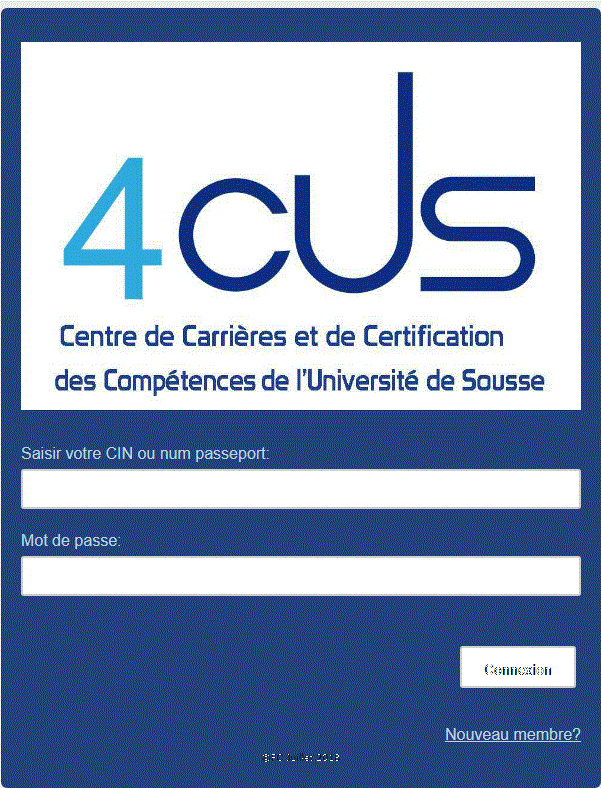 4cus
Centre de Carrières et de Certification
des Compétences de l'Université de Sousse
Saisir votre CIN ou num passeport:
Mot de passe:
Connexion
Nouveau membre?